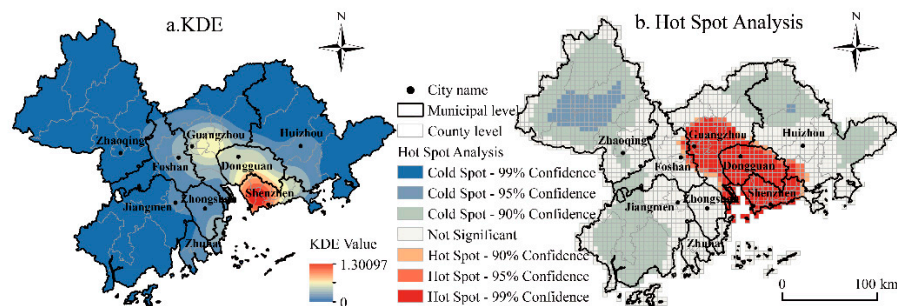 a.KDE
N
Zhaoqing
Guangzhou
Huizhou
Foshan
Dongguan
Shenzhen
Jiangmen
Zhongshan
Zhuhai
KDE Value
1.30097
0
City name
Municipal level
County level
Hot Spot Analysis
Cold Spot - 99% Confidence
Cold Spot - 95% Confidence
Cold Spot - 90% Confidence
Not Significant
Hot Spot - 90% Confidence
Hot Spot - 95% Confidence
Hot Spot - 99% Confidence
b. Hot Spot Analysis
N
Zhaoqing
Guangzhou
Huizhou
Foshan
Dongguan
Shenzhen
Jiangmen
Zhongshan
Zhuhai
0
100 km